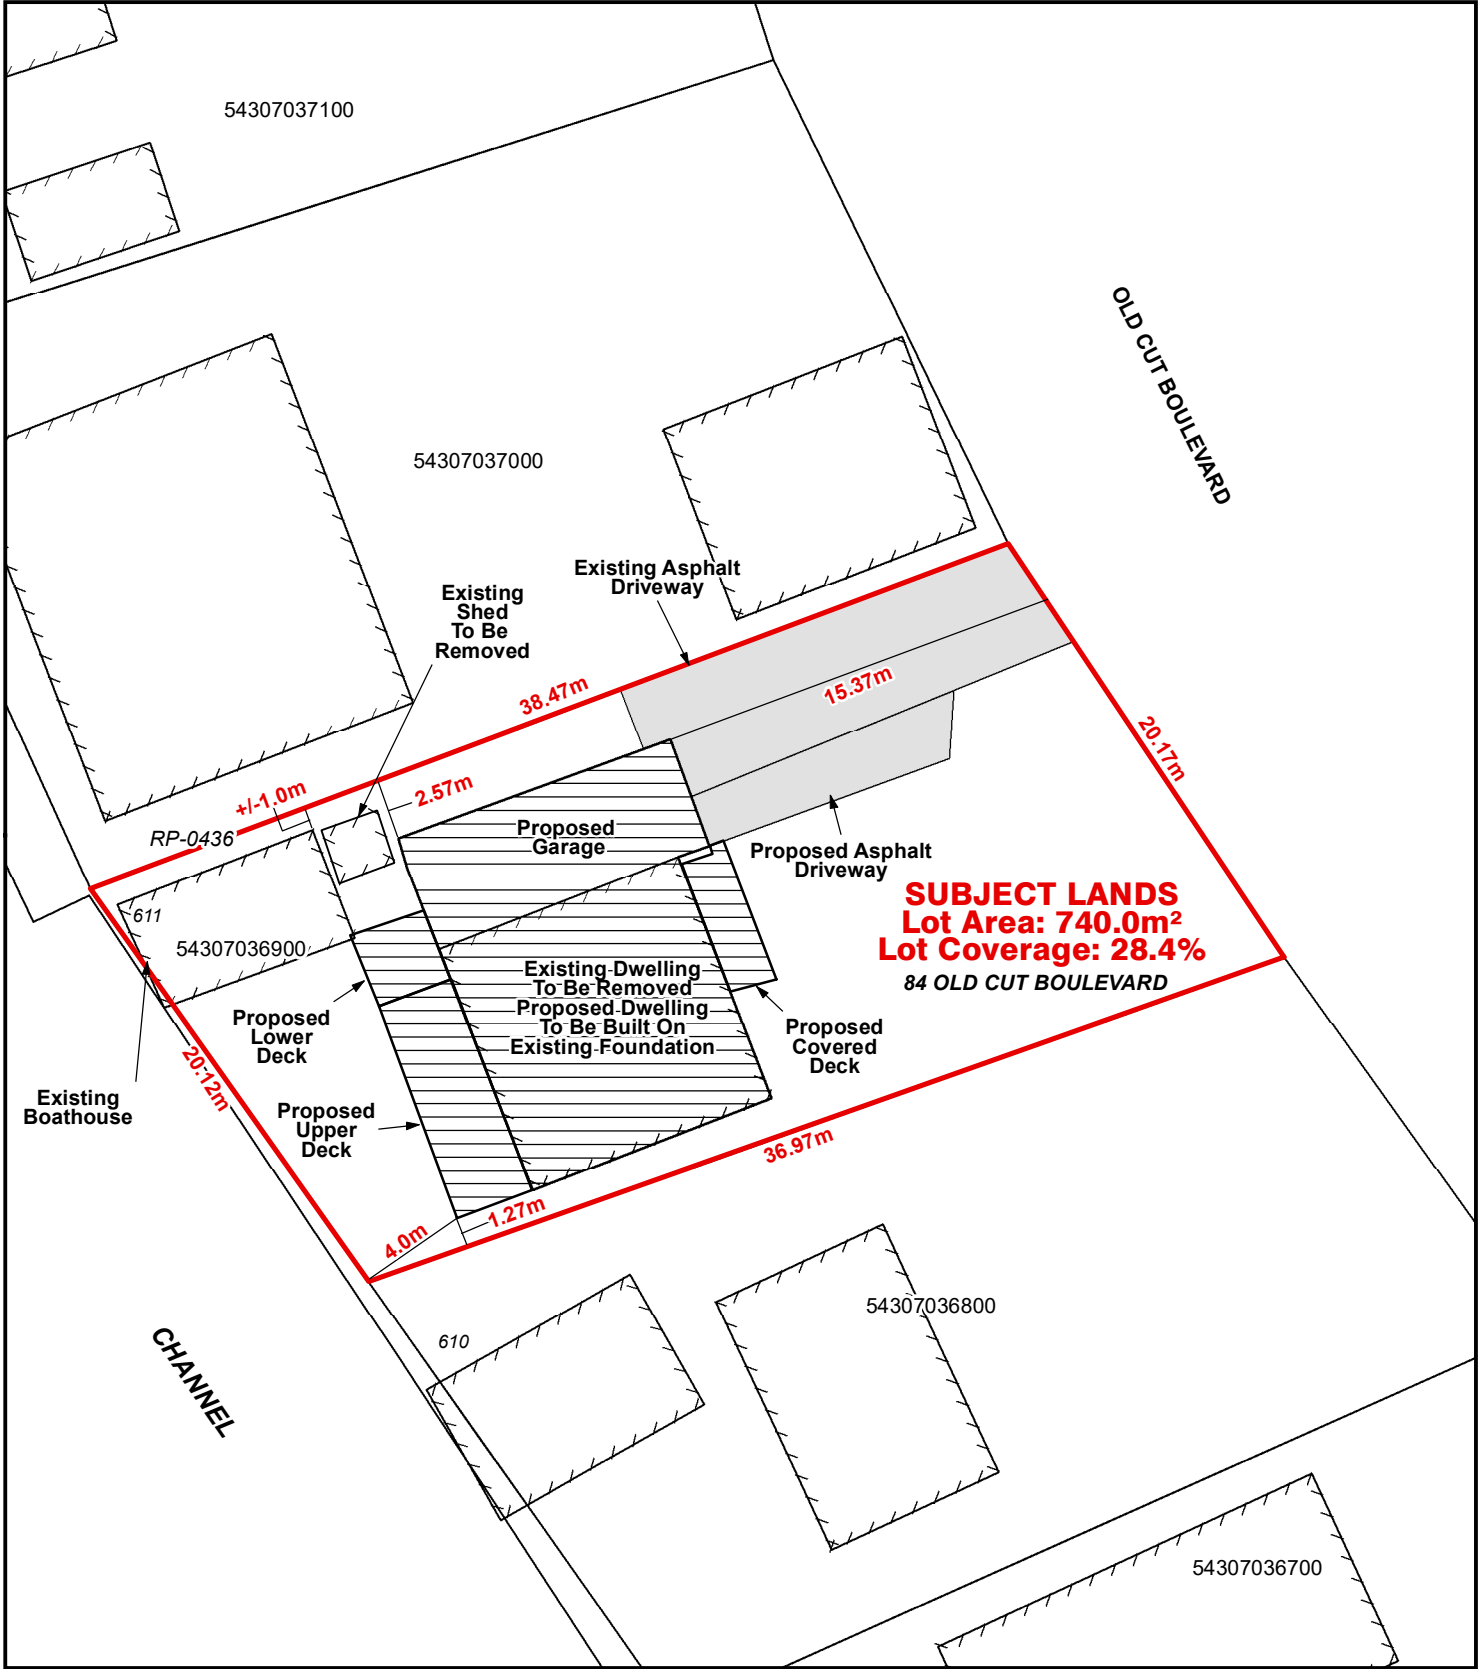 54307037100
OLD CUT BOULEVARD
54307037000
Existing Asphalt
Driveway
Existing
Shed
To Be
Removed
38.47m
15.37m
20.17m
+/-1.0m
2.57m
RP-0436
Proposed
Garage
Proposed Asphalt
Driveway
SUBJECT LANDS
Lot Area: 740.0m²
Lot Coverage: 28.4%
84 OLD CUT BOULEVARD
611
54307036900
Existing Dwelling
To Be Removed
Proposed Dwelling
To Be Built On
Existing Foundation
Proposed
Lower
Deck
Proposed
Covered
Deck
20.12m
Existing
Boathouse
Proposed
Upper
Deck
36.97m
1.27m
4.0m
54307036800
610
CHANNEL
54307036700